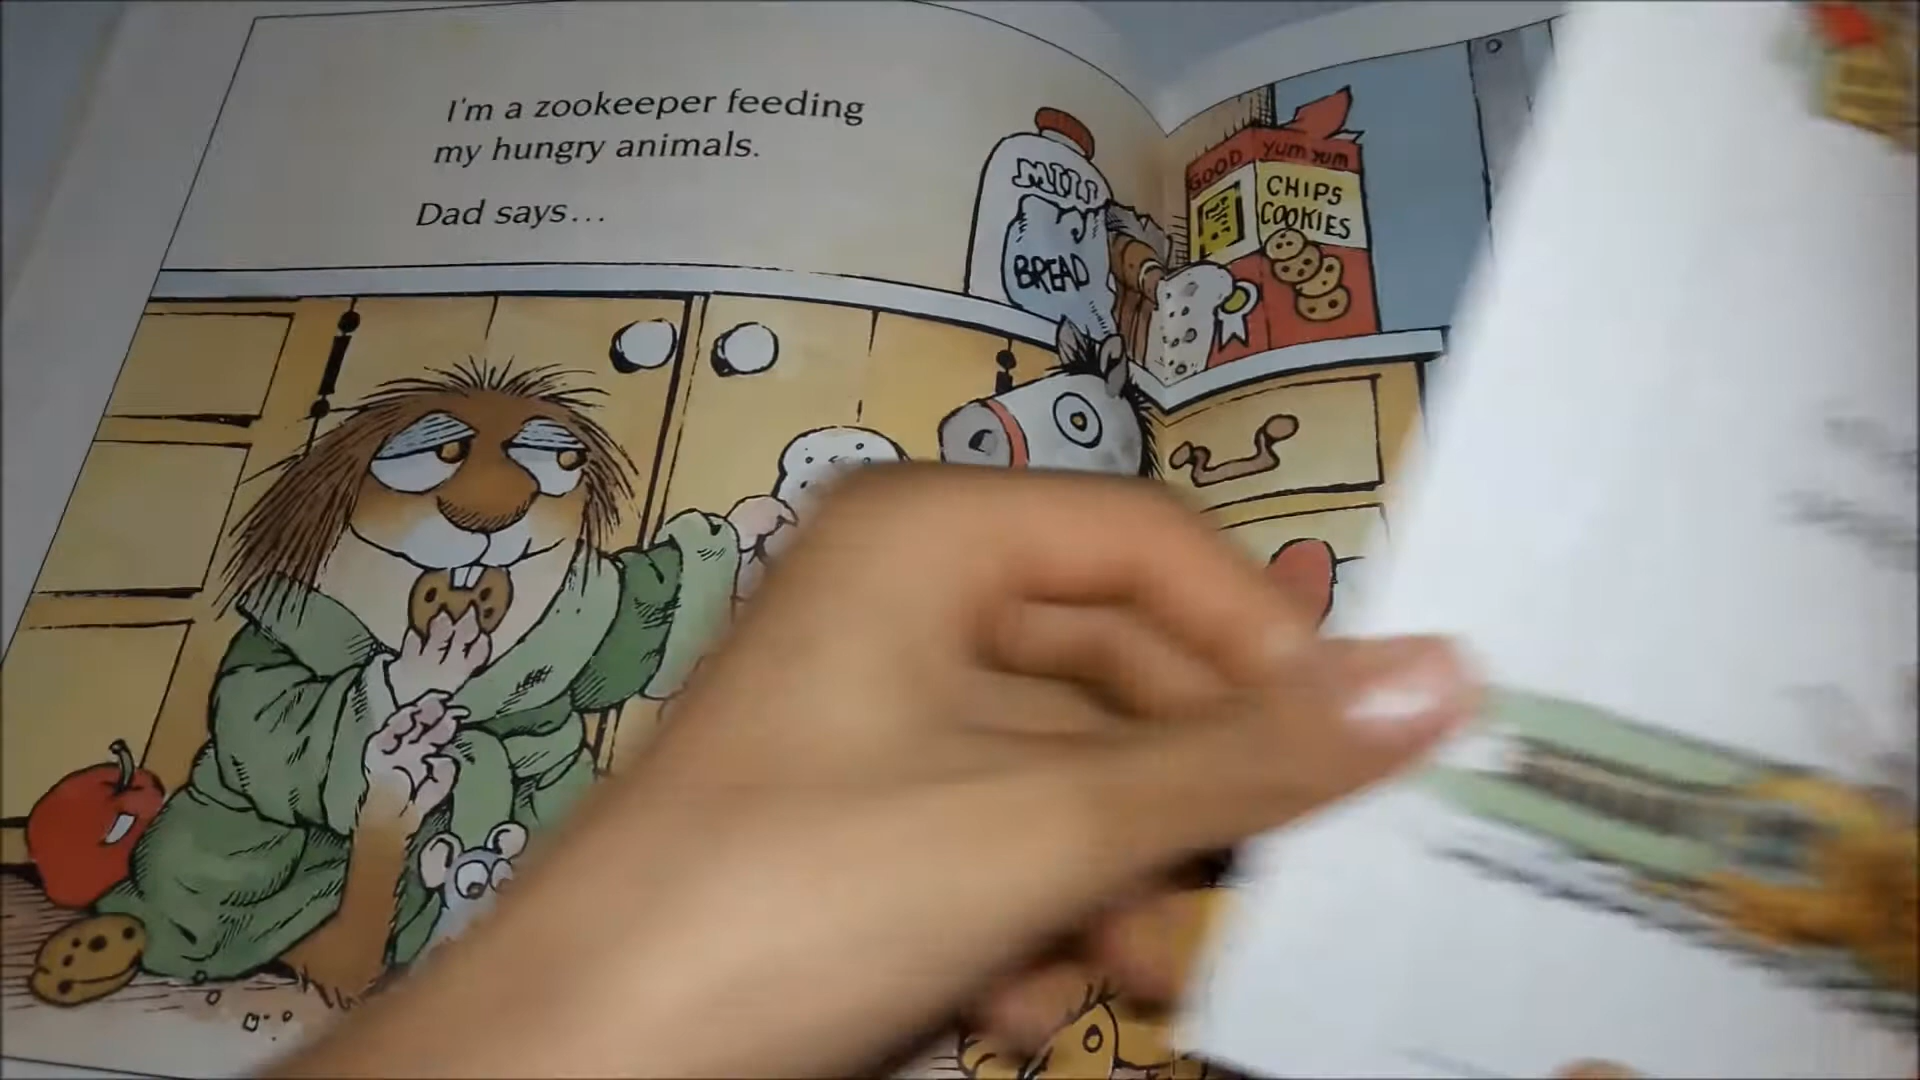 I'm a zookeeper feeding
my hungry animals.
Dad says...
BREAD
GOOD yum yum
CHIPS
COOKIES